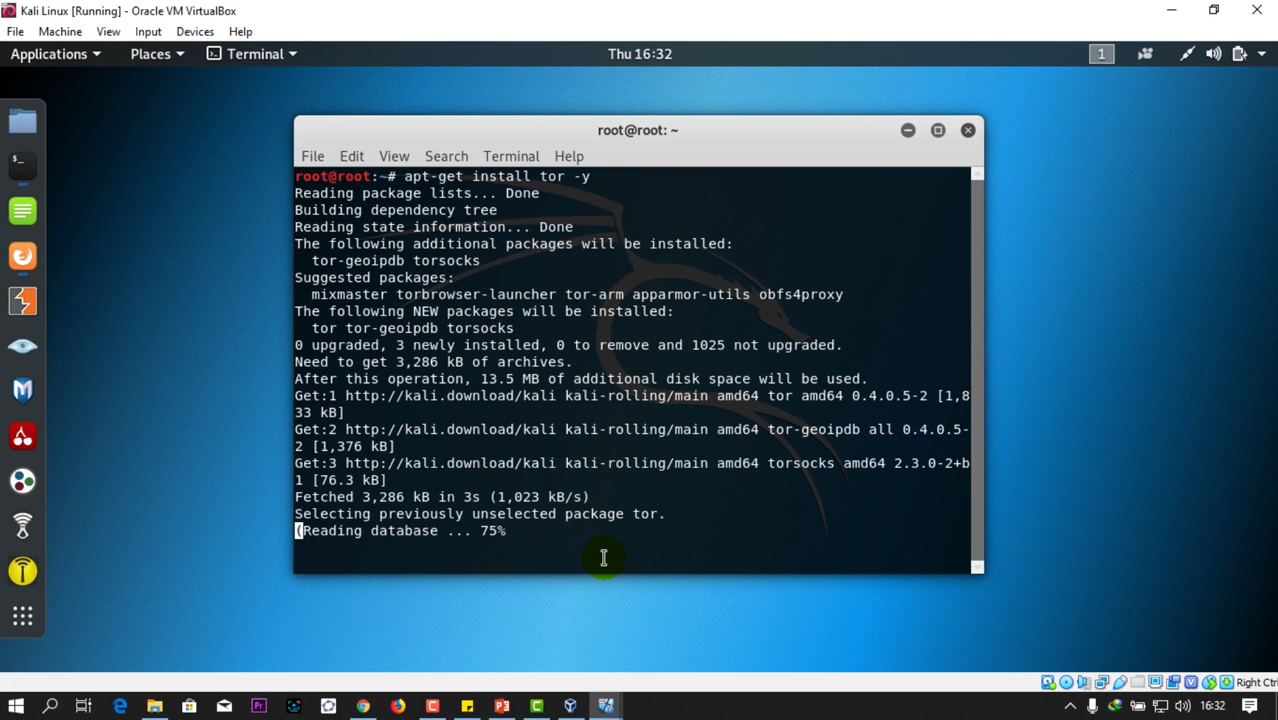 Kali Linux [Running] - Oracle VM VirtualBox
File Machine View Input Devices Help
Applications Places Terminal Thu 16:32 1
root@root: ~
File Edit View Search Terminal Help
root@root:~# apt-get install tor -y
Reading package lists... Done
Building dependency tree
Reading state information... Done
The following additional packages will be installed:
tor-geoipdb torsocks
Suggested packages:
mixmaster torbrowser-launcher tor-arm apparmor-utils obfs4proxy
The following NEW packages will be installed:
tor tor-geoipdb torsocks
0 upgraded, 3 newly installed, 0 to remove and 1025 not upgraded.
Need to get 3,286 kB of archives.
After this operation, 13.5 MB of additional disk space will be used.
Get:1 http://kali.download/kali kali-rolling/main amd64 tor amd64 0.4.0.5-2 [1,8
33 kB]
Get:2 http://kali.download/kali kali-rolling/main amd64 tor-geoipdb all 0.4.0.5-
2 [1,376 kB]
Get:3 http://kali.download/kali kali-rolling/main amd64 torsocks amd64 2.3.0-2+b
1 [76.3 kB]
Fetched 3,286 kB in 3s (1,023 kB/s)
Selecting previously unselected package tor.
(Reading database ... 75%
Right Ctrl
16:32